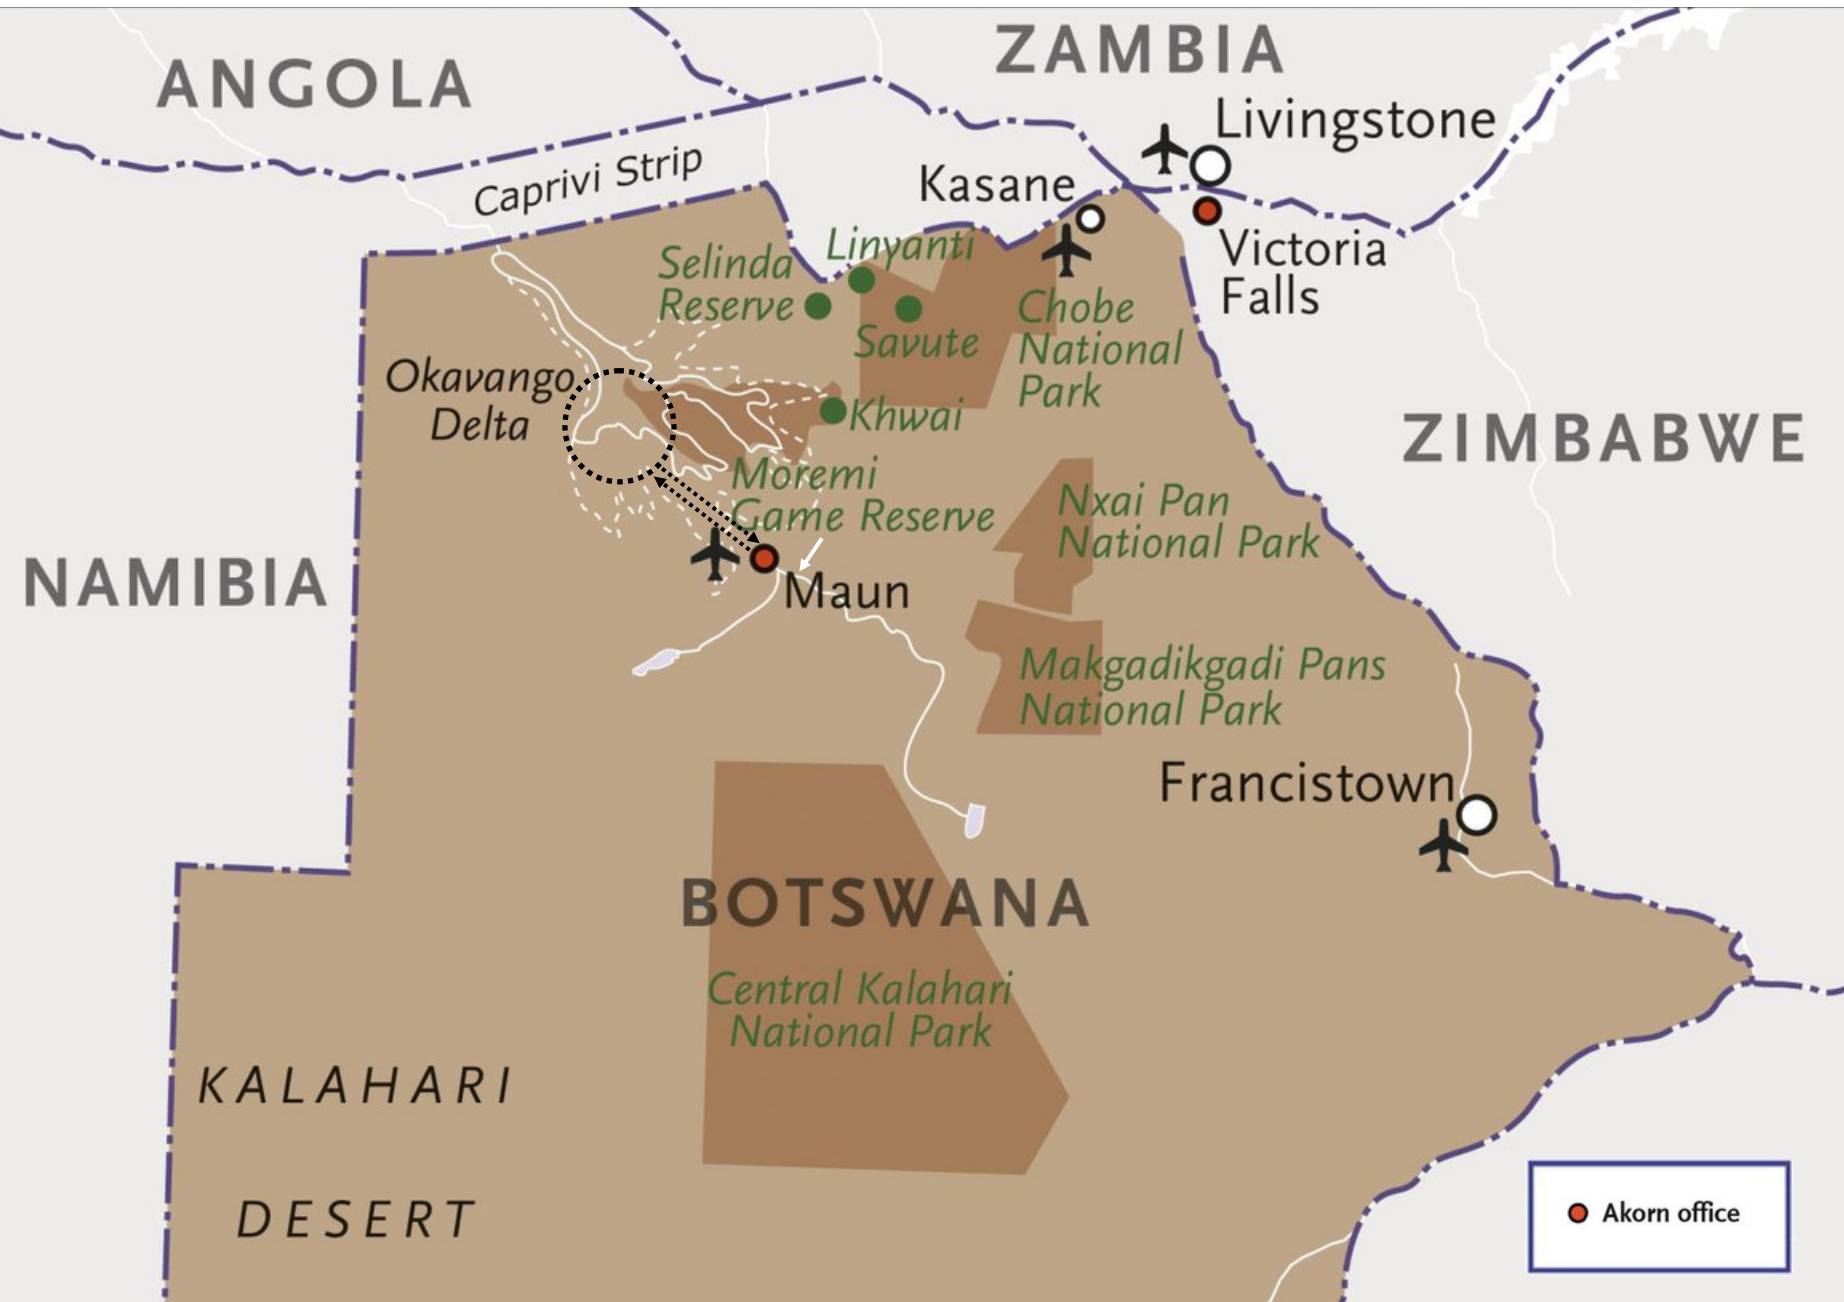 ANGOLA
ZAMBIA
Livingstone
Caprivi Strip
Kasane
Victoria
Falls
Linyanti
Selinda
Reserve
Savute
Chobe
National
Park
Okavango
Delta
Khwai
ZIMBABWE
Moremi
Game Reserve
Nxai Pan
National Park
NAMIBIA
Maun
Makgadikgadi Pans
National Park
Francistown
BOTSWANA
Central Kalahari
National Park
KALAHARI
DESERT
Akorn office